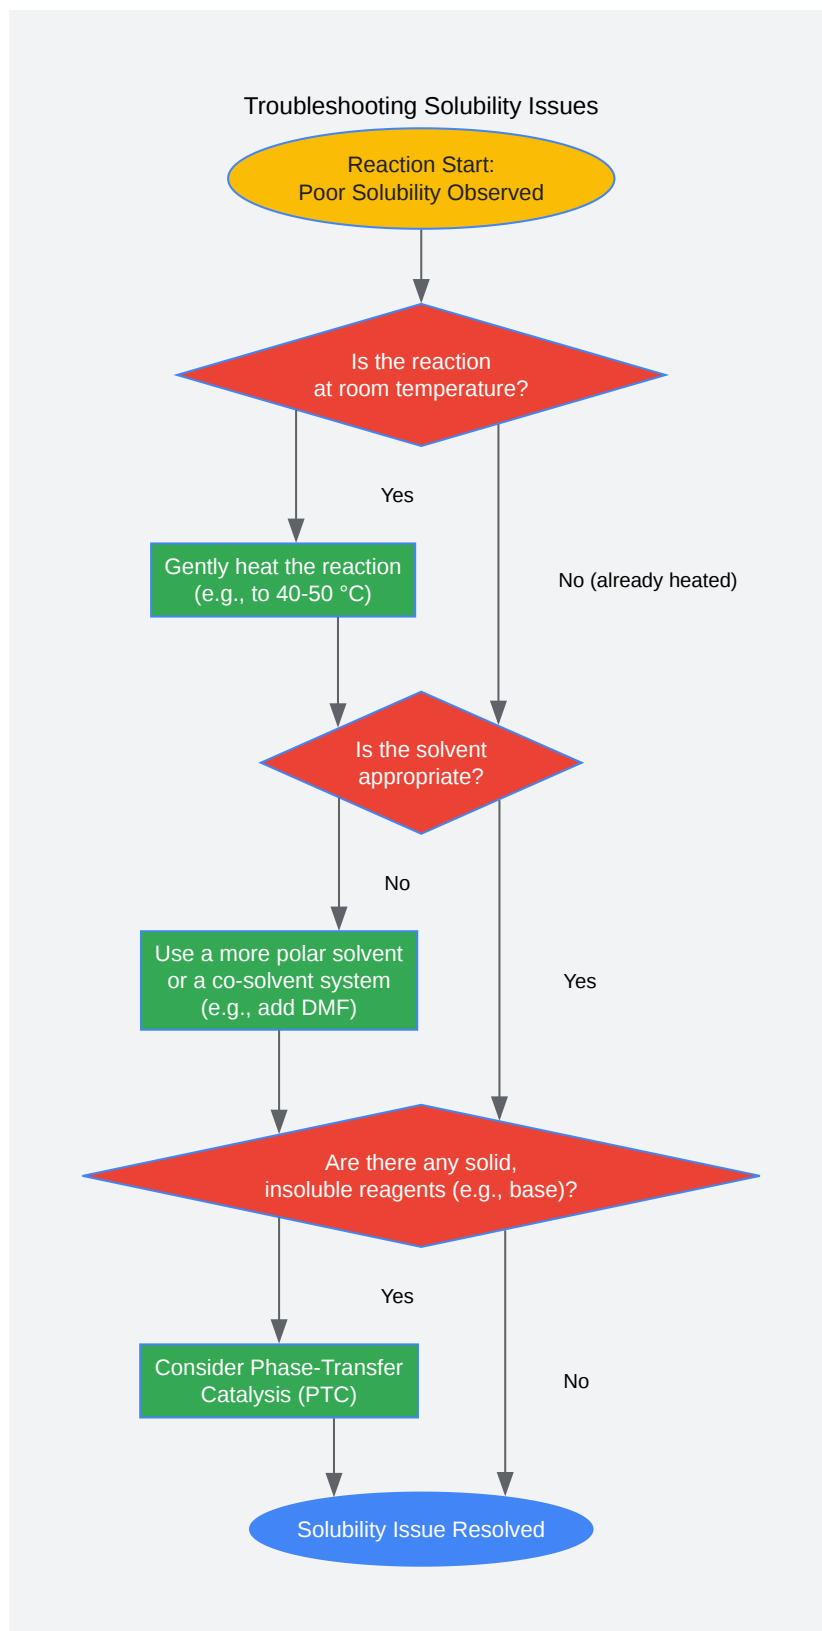 Troubleshooting Solubility Issues
Reaction Start:
Poor Solubility Observed
Is the reaction
at room temperature?
Yes
Gently heat the reaction
(e.g., to 40-50 °C)
No (already heated)
Is the solvent
appropriate?
No
Use a more polar solvent
or a co-solvent system
(e.g., add DMF)
Yes
Are there any solid,
insoluble reagents (e.g., base)?
Yes
Consider Phase-Transfer
Catalysis (PTC)
No
Solubility Issue Resolved